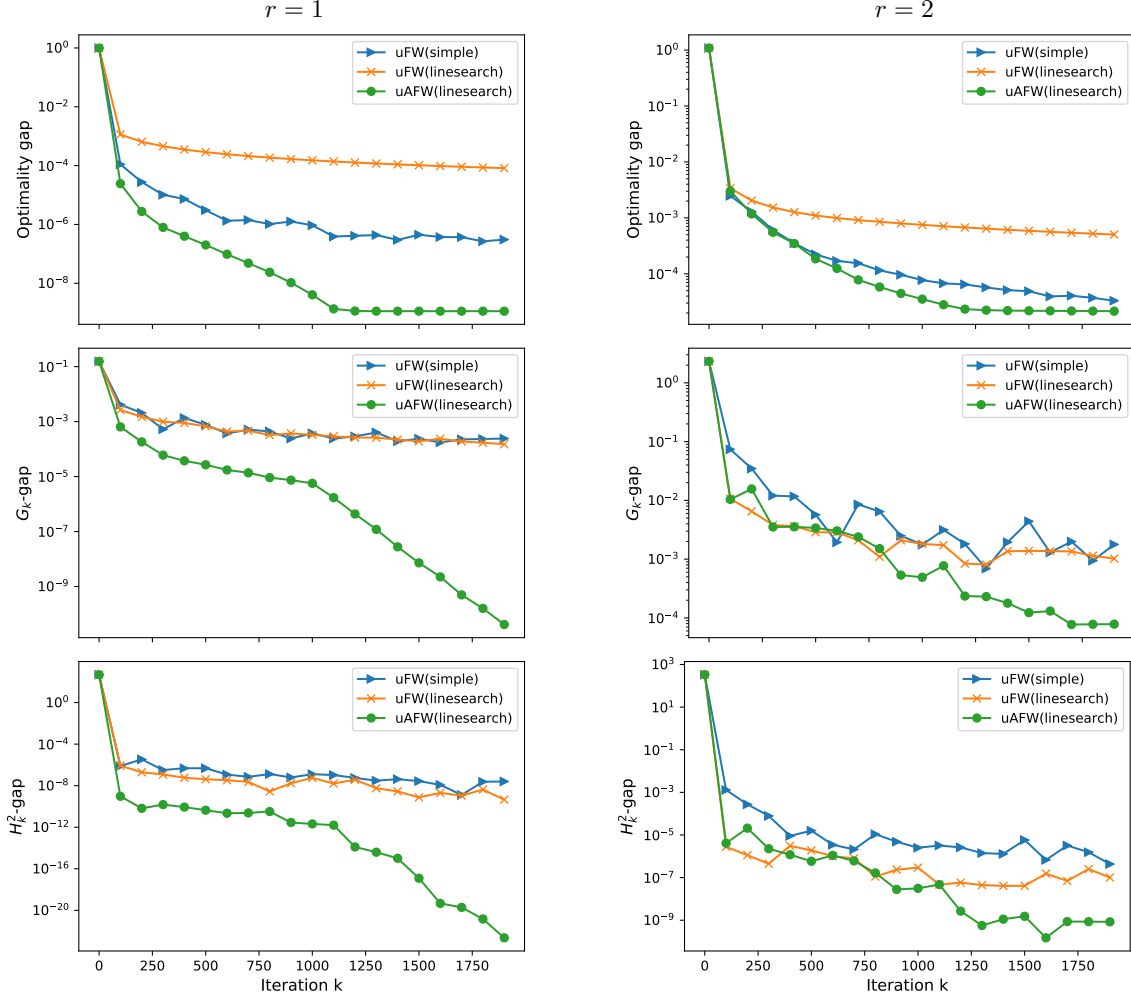 r = 1
r = 2
Optimality gap
10^0
10^{-2}
10^{-4}
10^{-6}
10^{-8}
uFW(simple)
uFW(linesearch)
uAFW(linesearch)
Optimality gap
10^0
10^{-1}
10^{-2}
10^{-3}
10^{-4}
uFW(simple)
uFW(linesearch)
uAFW(linesearch)
G_k-gap
10^{-1}
10^{-3}
10^{-5}
10^{-7}
10^{-9}
uFW(simple)
uFW(linesearch)
uAFW(linesearch)
G_k-gap
10^0
10^{-1}
10^{-2}
10^{-3}
10^{-4}
uFW(simple)
uFW(linesearch)
uAFW(linesearch)
H_k^2-gap
10^0
10^{-4}
10^{-8}
10^{-12}
10^{-16}
10^{-20}
uFW(simple)
uFW(linesearch)
uAFW(linesearch)
0 250 500 750 1000 1250 1500 1750
Iteration k
H_k^2-gap
10^3
10^1
10^{-1}
10^{-3}
10^{-5}
10^{-7}
10^{-9}
uFW(simple)
uFW(linesearch)
uAFW(linesearch)
0 250 500 750 1000 1250 1500 1750
Iteration k